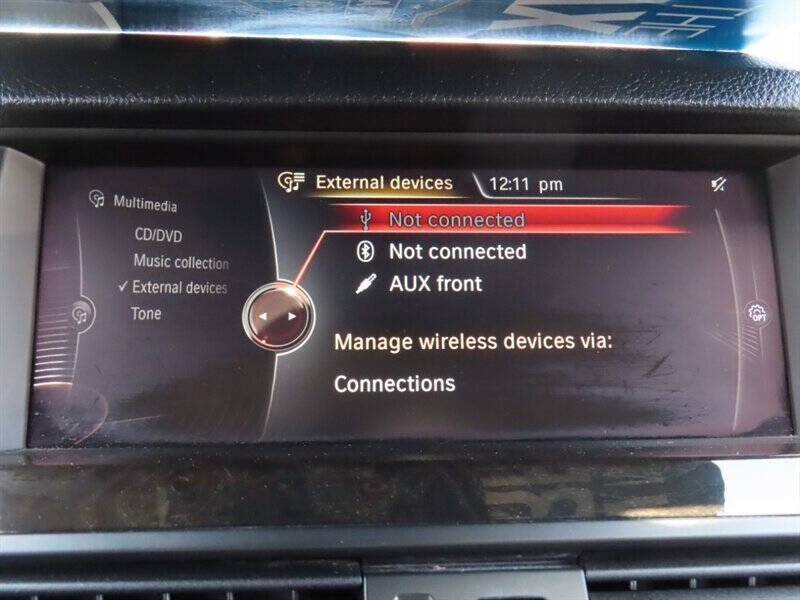 External devices 12:11 pm
Multimedia
CD/DVD
Music collection
External devices
Tone
Not connected
Not connected
AUX front
Manage wireless devices via:
Connections
OPT